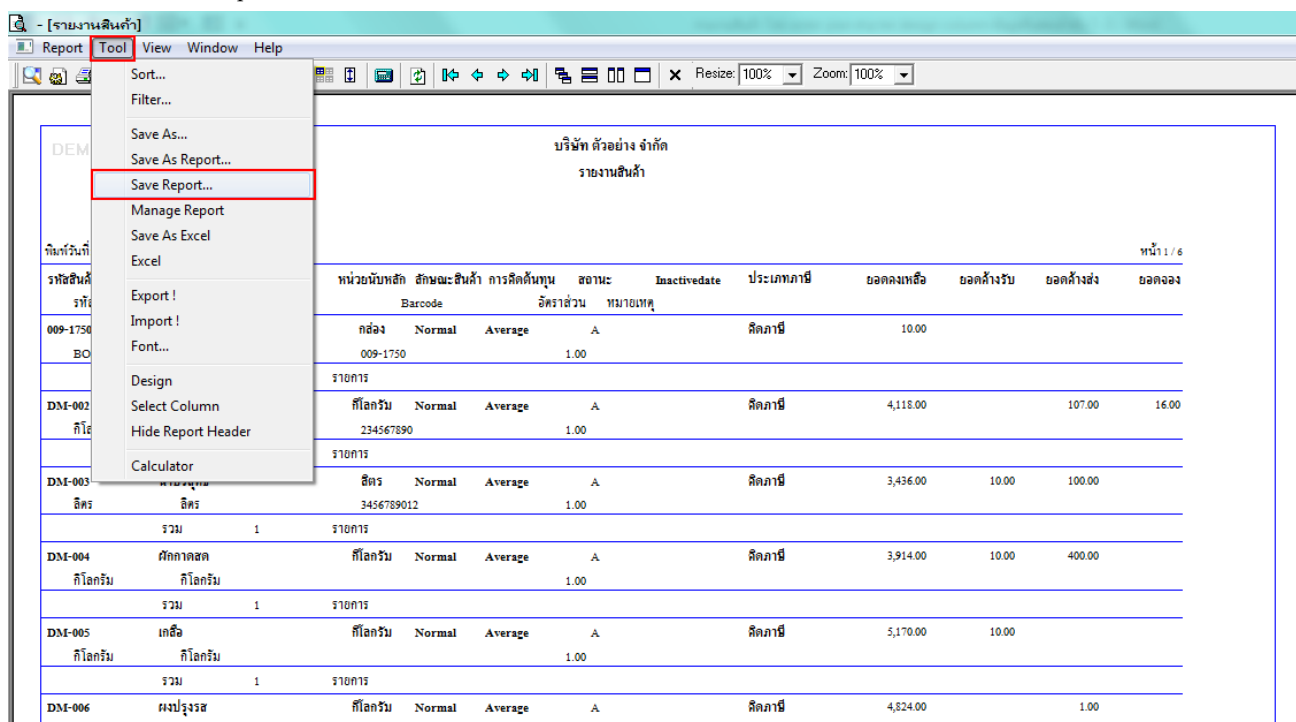 - [รายงานสินค้า]
Report Tool View Window Help
Resize: 100% Zoom: 100%
Sort...
Filter...
Save As...
Save As Report...
Save Report...
Manage Report
Save As Excel
Excel
Export !
Import !
Font...
Design
Select Column
Hide Report Header
Calculator
DEM
บริษัท ตัวอย่าง จำกัด
รายงานสินค้า
พิมพ์วันที่ หน้า 1 / 6
รหัสสินค้ หน่วยนับหลัก ลักษณะสินค้า การคิดต้นทุน สถานะ Inactivedate ประเภทภาษี ยอดคงเหลือ ยอดค้างรับ ยอดค้างส่ง ยอดจอง
รหั Barcode อัตราส่วน หมายเหตุ
009-1750 กล่อง Normal Average A คิดภาษี 10.00
BO 009-1750 1.00
รายการ
DM-002 กิโลกรัม Normal Average A คิดภาษี 4,118.00 107.00 16.00
กิโล 234567890 1.00
รายการ
DM-003 ลิตร Normal Average A คิดภาษี 3,436.00 10.00 100.00
ลิตร ลิตร 3456789012 1.00
รวม 1 รายการ
DM-004 ผักกาดสด กิโลกรัม Normal Average A คิดภาษี 3,914.00 10.00 400.00
กิโลกรัม กิโลกรัม 1.00
รวม 1 รายการ
DM-005 เกลือ กิโลกรัม Normal Average A คิดภาษี 5,170.00 10.00
กิโลกรัม กิโลกรัม 1.00
รวม 1 รายการ
DM-006 ผงปรุงรส กิโลกรัม Normal Average A คิดภาษี 4,824.00 1.00